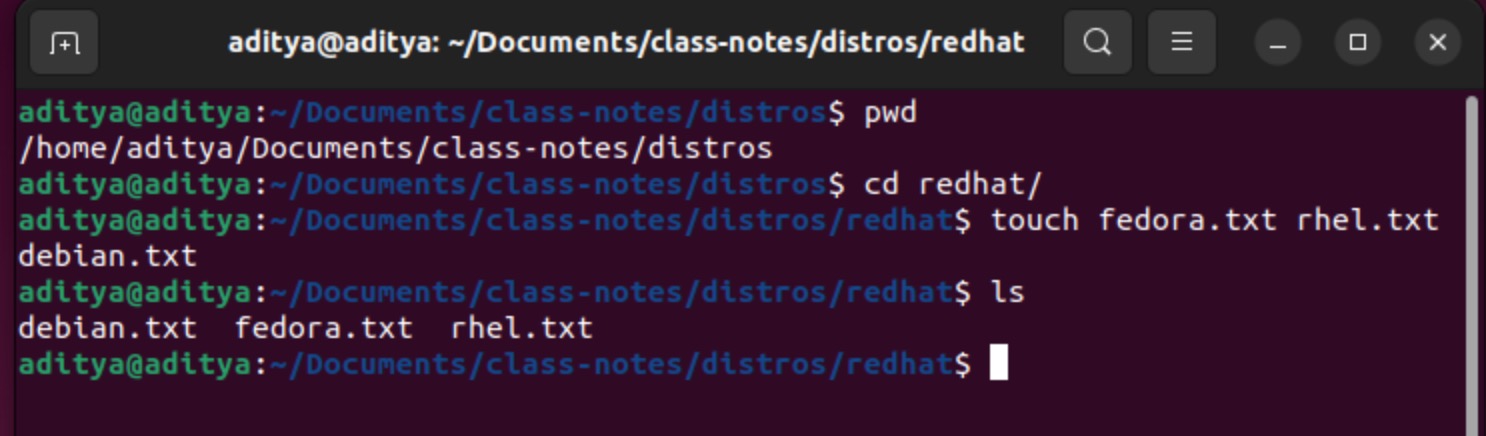 aditya@aditya: ~/Documents/class-notes/distros/redhat
aditya@aditya:~/Documents/class-notes/distros$ pwd
/home/aditya/Documents/class-notes/distros
aditya@aditya:~/Documents/class-notes/distros$ cd redhat/
aditya@aditya:~/Documents/class-notes/distros/redhat$ touch fedora.txt rhel.txt
debian.txt
aditya@aditya:~/Documents/class-notes/distros/redhat$ ls
debian.txt  fedora.txt  rhel.txt
aditya@aditya:~/Documents/class-notes/distros/redhat$